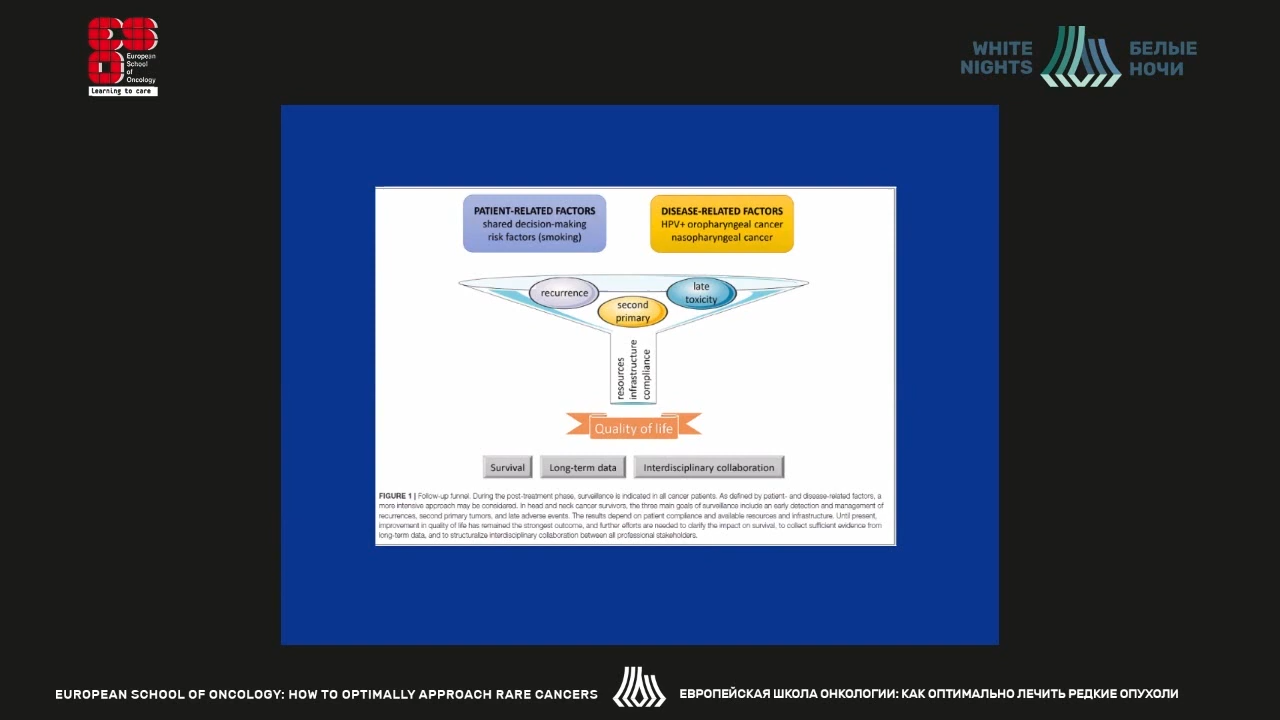 European
School
of
Oncology
Learning to care
WHITE
NIGHTS
БЕЛЫЕ
НОЧИ
PATIENT-RELATED FACTORS
shared decision-making
risk factors (smoking)
DISEASE-RELATED FACTORS
HPV+ oropharyngeal cancer
nasopharyngeal cancer
recurrence
second
primary
late
toxicity
resources
infrastructure
compliance
Quality of life
Survival
Long-term data
Interdisciplinary collaboration
FIGURE 1 | Follow-up funnel. During the post-treatment phase, surveillance is indicated in all cancer patients. As defined by patient- and disease-related factors, a
more intensive approach may be considered. In head and neck cancer survivors, the three main goals of surveillance include an early detection and management of
recurrences, second primary tumors, and late adverse events. The results depend on patient compliance and available resources and infrastructure. Until present,
improvement in quality of life has remained the strongest outcome, and further efforts are needed to clarify the impact on survival, to collect sufficient evidence from
long-term data, and to structuralize interdisciplinary collaboration between all professional stakeholders.
EUROPEAN SCHOOL OF ONCOLOGY: HOW TO OPTIMALLY APPROACH RARE CANCERS
ЕВРОПЕЙСКАЯ ШКОЛА ОНКОЛОГИИ: КАК ОПТИМАЛЬНО ЛЕЧИТЬ РЕДКИЕ ОПУХОЛИ